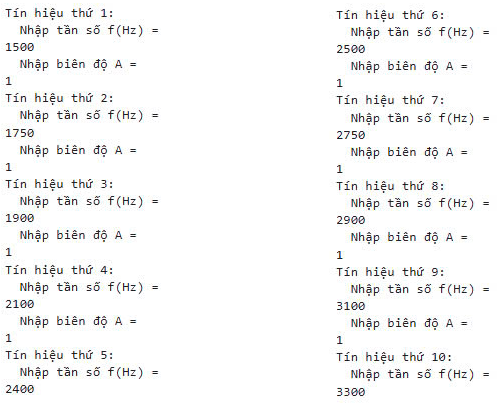 Tín hiệu thứ 1:
Nhập tần số f(Hz) =
1500
Nhập biên độ A =
1
Tín hiệu thứ 2:
Nhập tần số f(Hz) =
1750
Nhập biên độ A =
1
Tín hiệu thứ 3:
Nhập tần số f(Hz) =
1900
Nhập biên độ A =
1
Tín hiệu thứ 4:
Nhập tần số f(Hz) =
2100
Nhập biên độ A =
1
Tín hiệu thứ 5:
Nhập tần số f(Hz) =
2400
Tín hiệu thứ 6:
Nhập tần số f(Hz) =
2500
Nhập biên độ A =
1
Tín hiệu thứ 7:
Nhập tần số f(Hz) =
2750
Nhập biên độ A =
1
Tín hiệu thứ 8:
Nhập tần số f(Hz) =
2900
Nhập biên độ A =
1
Tín hiệu thứ 9:
Nhập tần số f(Hz) =
3100
Nhập biên độ A =
1
Tín hiệu thứ 10:
Nhập tần số f(Hz) =
3300